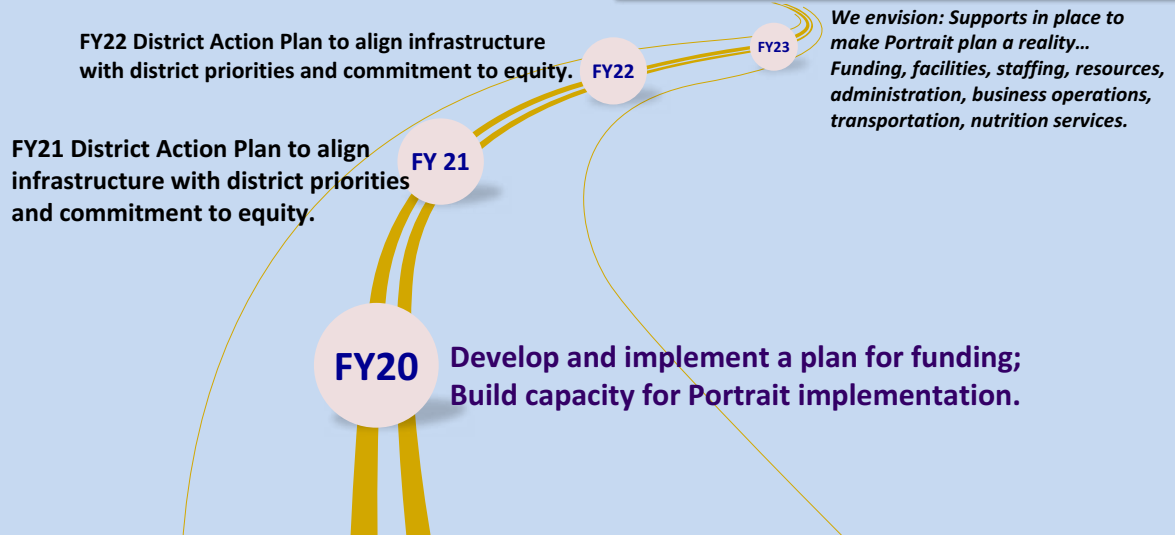 FY22 District Action Plan to align infrastructure
with district priorities and commitment to equity.
FY22
FY23
We envision: Supports in place to
make Portrait plan a reality...
Funding, facilities, staffing, resources,
administration, business operations,
transportation, nutrition services.
FY21 District Action Plan to align
infrastructure with district priorities
and commitment to equity.
FY 21
FY20
Develop and implement a plan for funding;
Build capacity for Portrait implementation.